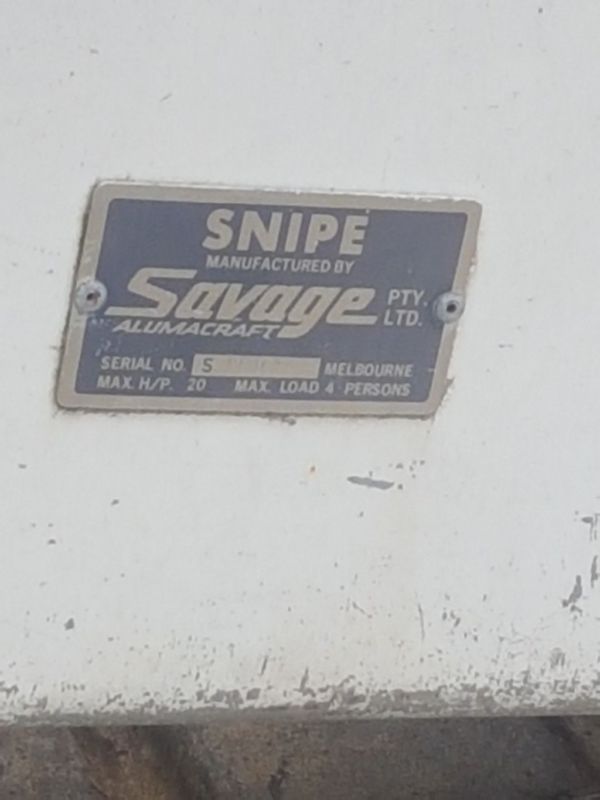 SNIPE
MANUFACTURED BY
Savage PTY. LTD.
ALUMACRAFT
SERIAL NO. S MELBOURNE
MAX. H/P. 20 MAX. LOAD 4 PERSONS